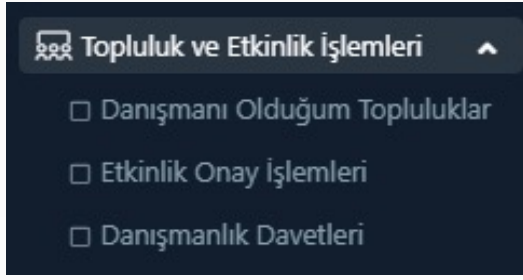 Topluluk ve Etkinlik İşlemleri
Danışmanı Olduğum Topluluklar
Etkinlik Onay İşlemleri
Danışmanlık Davetleri